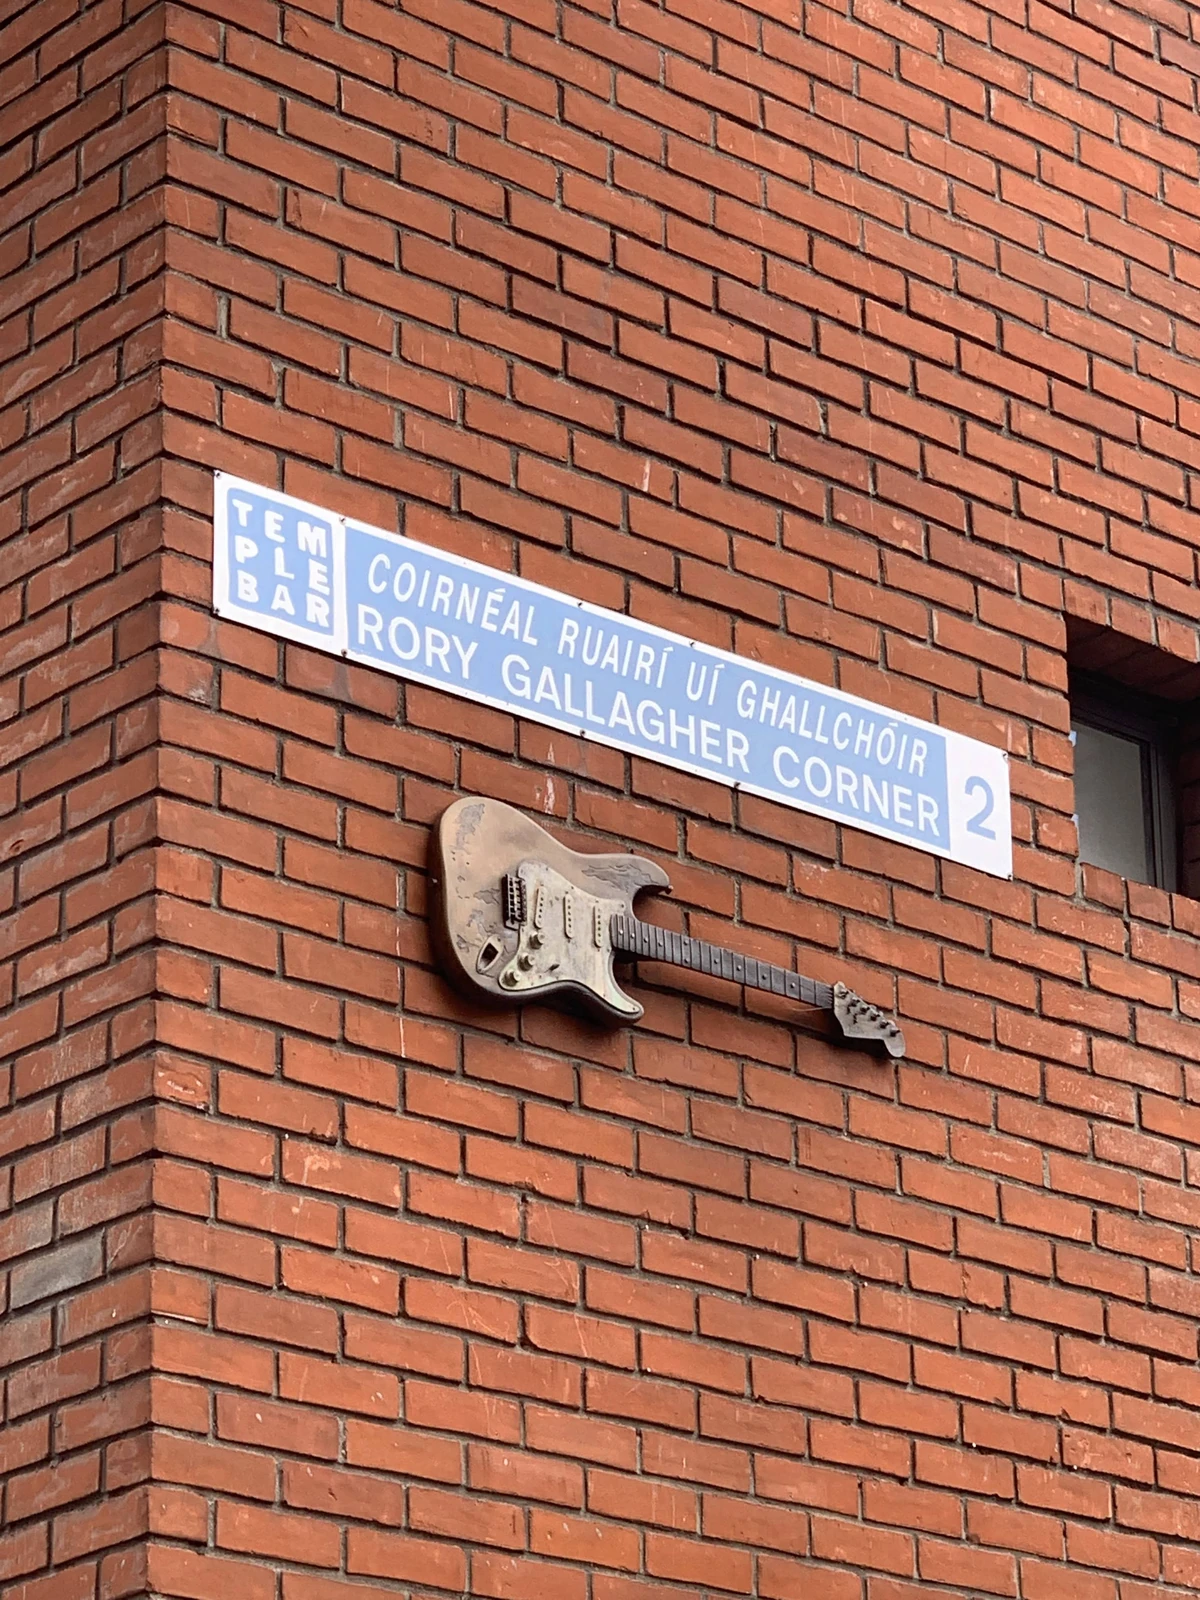 TEM
PLE
BAR
COIRNÉAL RUAIRÍ UÍ GHALLCHÓIR
RORY GALLAGHER CORNER
2